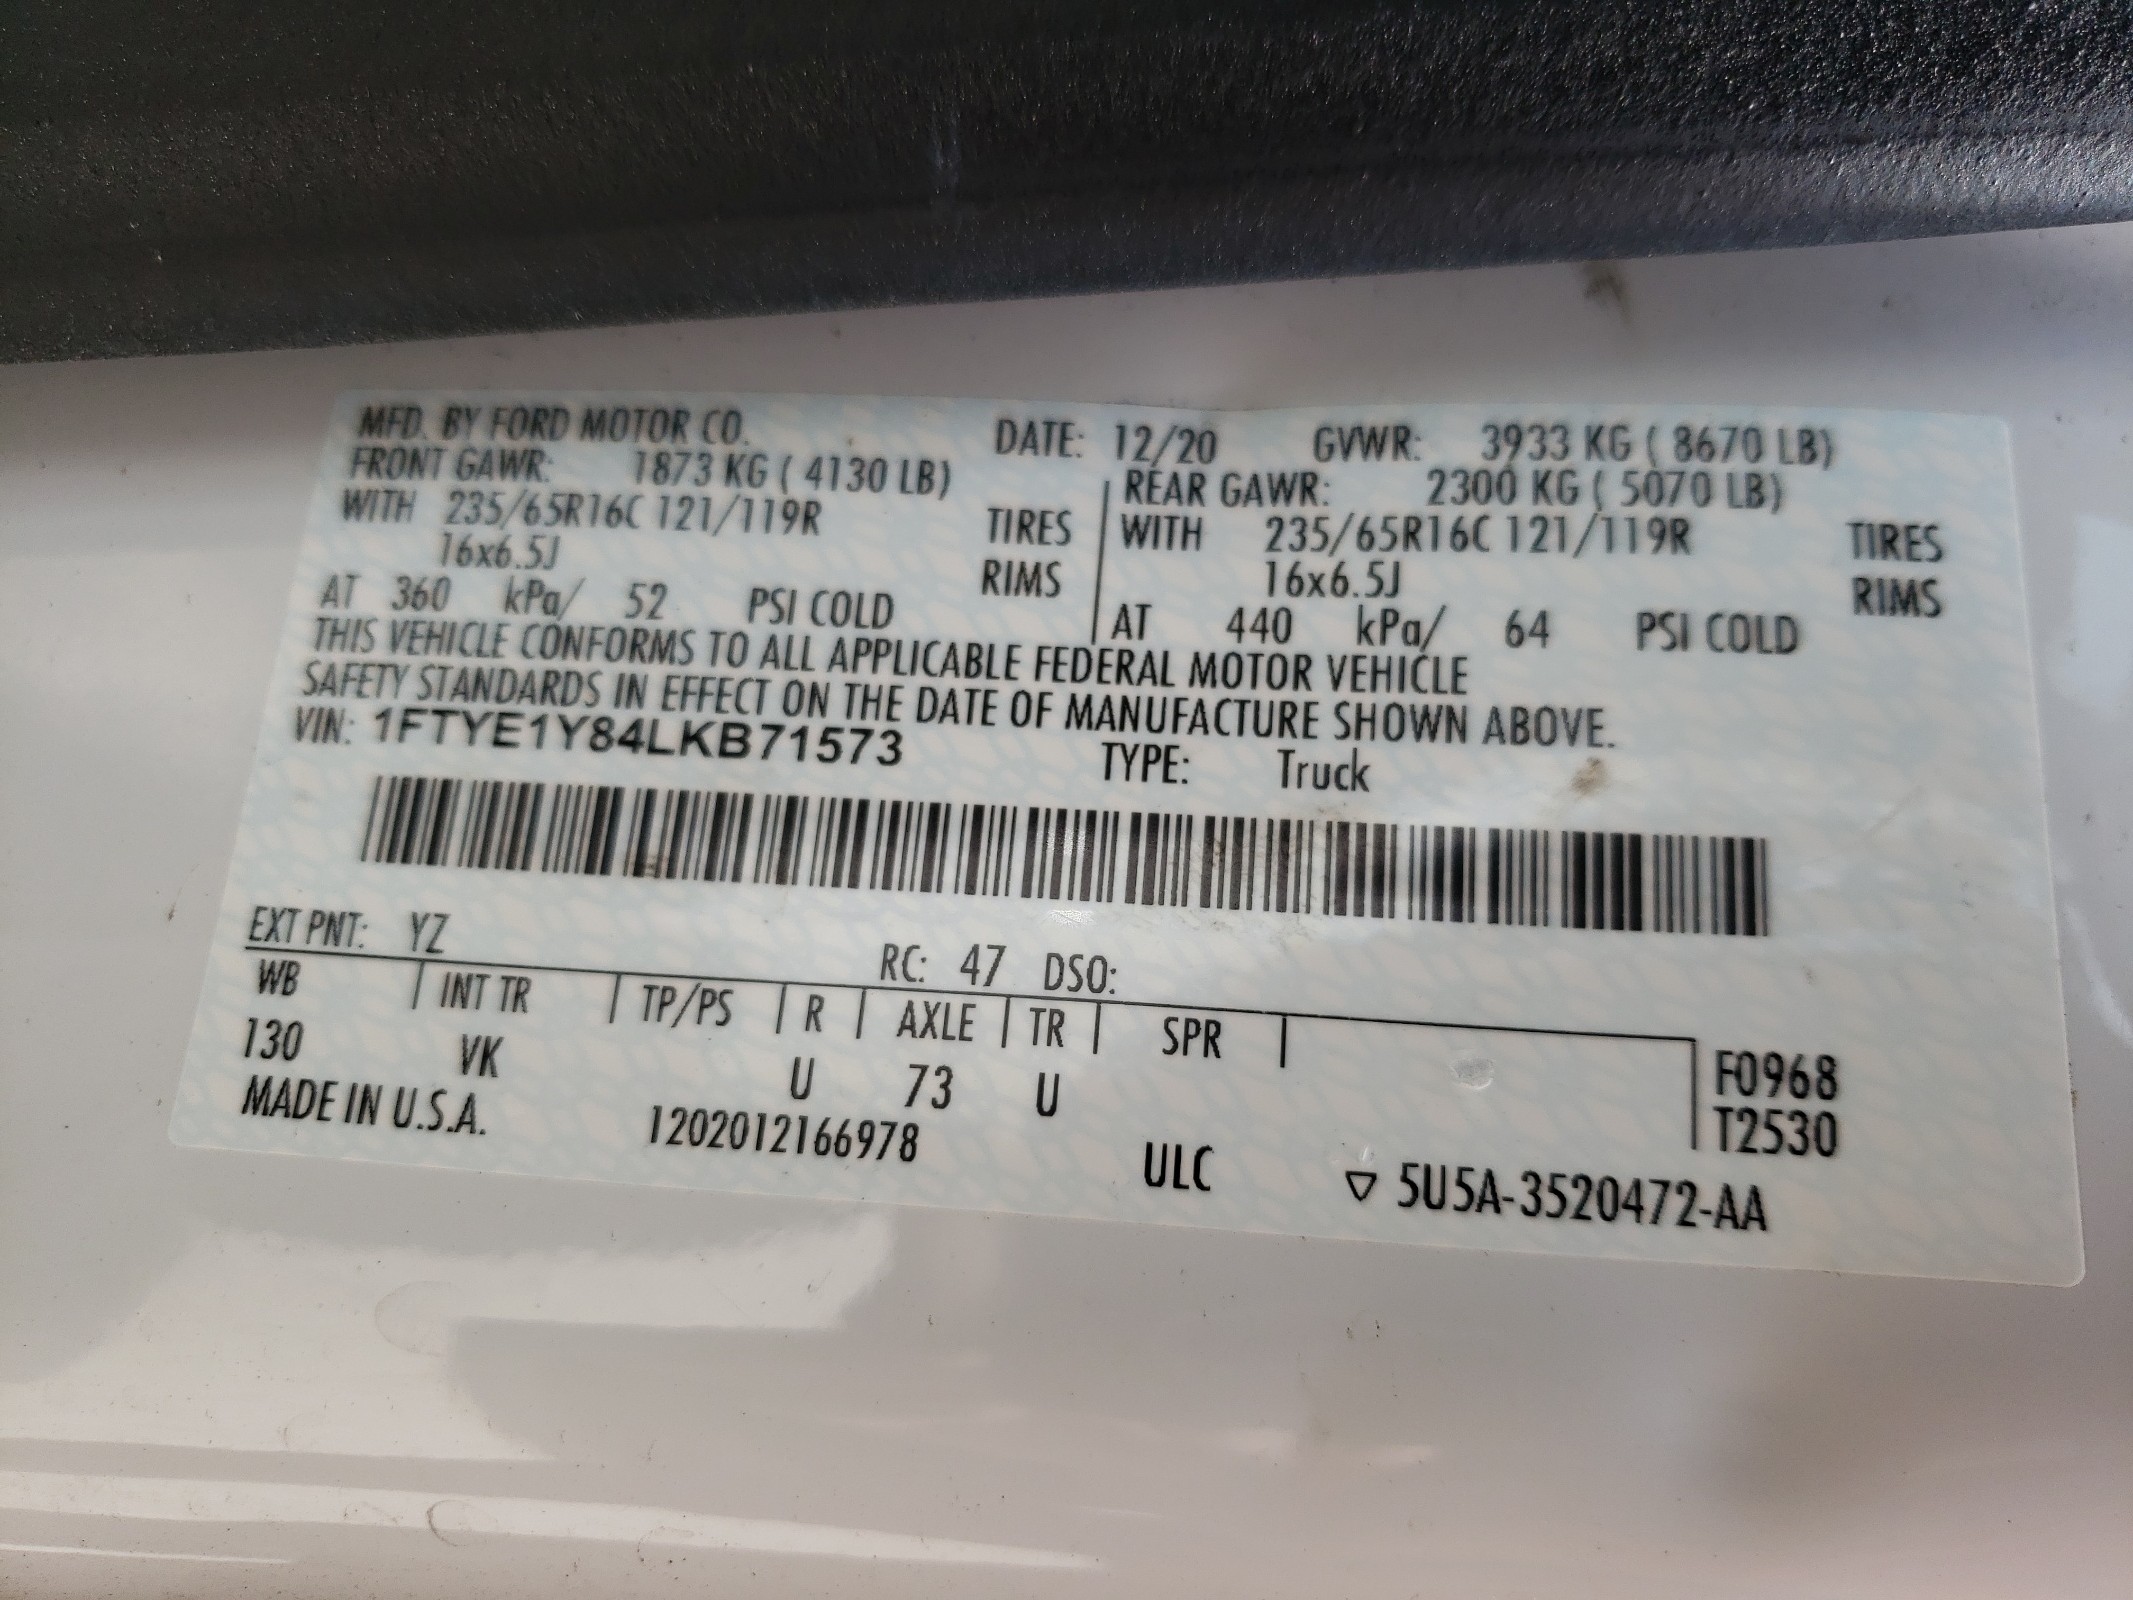 MFD. BY FORD MOTOR CO. DATE: 12/20 GVWR: 3933 KG ( 8670 LB)
FRONT GAWR: 1873 KG ( 4130 LB) REAR GAWR: 2300 KG ( 5070 LB)
WITH 235/65R16C 121/119R TIRES WITH 235/65R16C 121/119R TIRES
16x6.5J RIMS 16x6.5J RIMS
AT 360 kPa/ 52 PSI COLD AT 440 kPa/ 64 PSI COLD
THIS VEHICLE CONFORMS TO ALL APPLICABLE FEDERAL MOTOR VEHICLE
SAFETY STANDARDS IN EFFECT ON THE DATE OF MANUFACTURE SHOWN ABOVE.
VIN: 1FTYE1Y84LKB71573 TYPE: Truck
EXT PNT: YZ RC: 47 DSO:
WB INT TR TP/PS R AXLE TR SPR F0968
130 VK U 73 U T2530
MADE IN U.S.A. 1202012166978 ULC ▽ 5U5A-3520472-AA